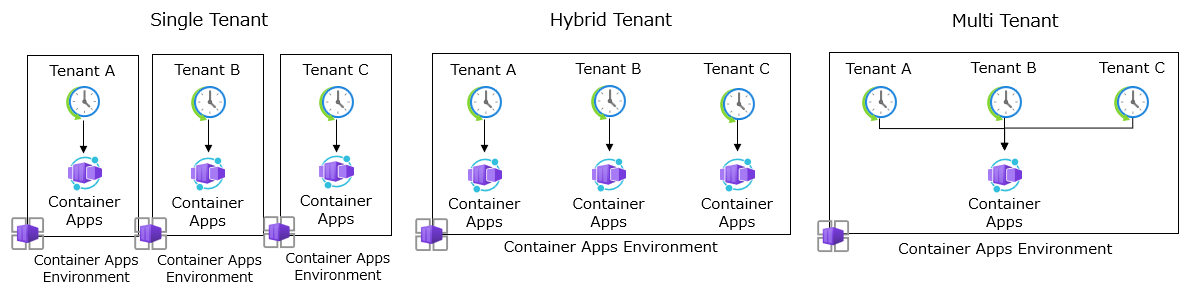 Single Tenant
Tenant A
Container
Apps
Container Apps
Environment
Tenant B
Container
Apps
Container Apps
Environment
Tenant C
Container
Apps
Container Apps
Environment
Hybrid Tenant
Tenant A
Container
Apps
Tenant B
Container
Apps
Tenant C
Container
Apps
Container Apps Environment
Multi Tenant
Tenant A
Tenant B
Tenant C
Container
Apps
Container Apps Environment